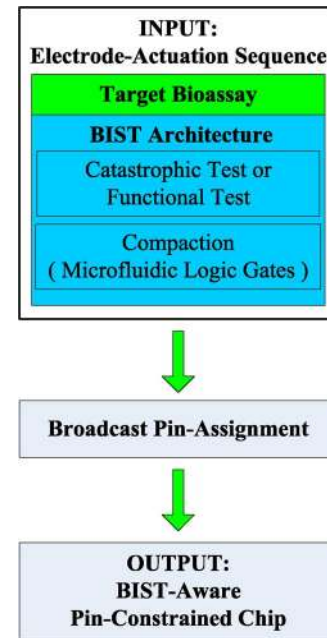 INPUT:
Electrode-Actuation Sequence
Target Bioassay
BIST Architecture
Catastrophic Test or
Functional Test
Compaction
( Microfluidic Logic Gates )
Broadcast Pin-Assignment
OUTPUT:
BIST-Aware
Pin-Constrained Chip